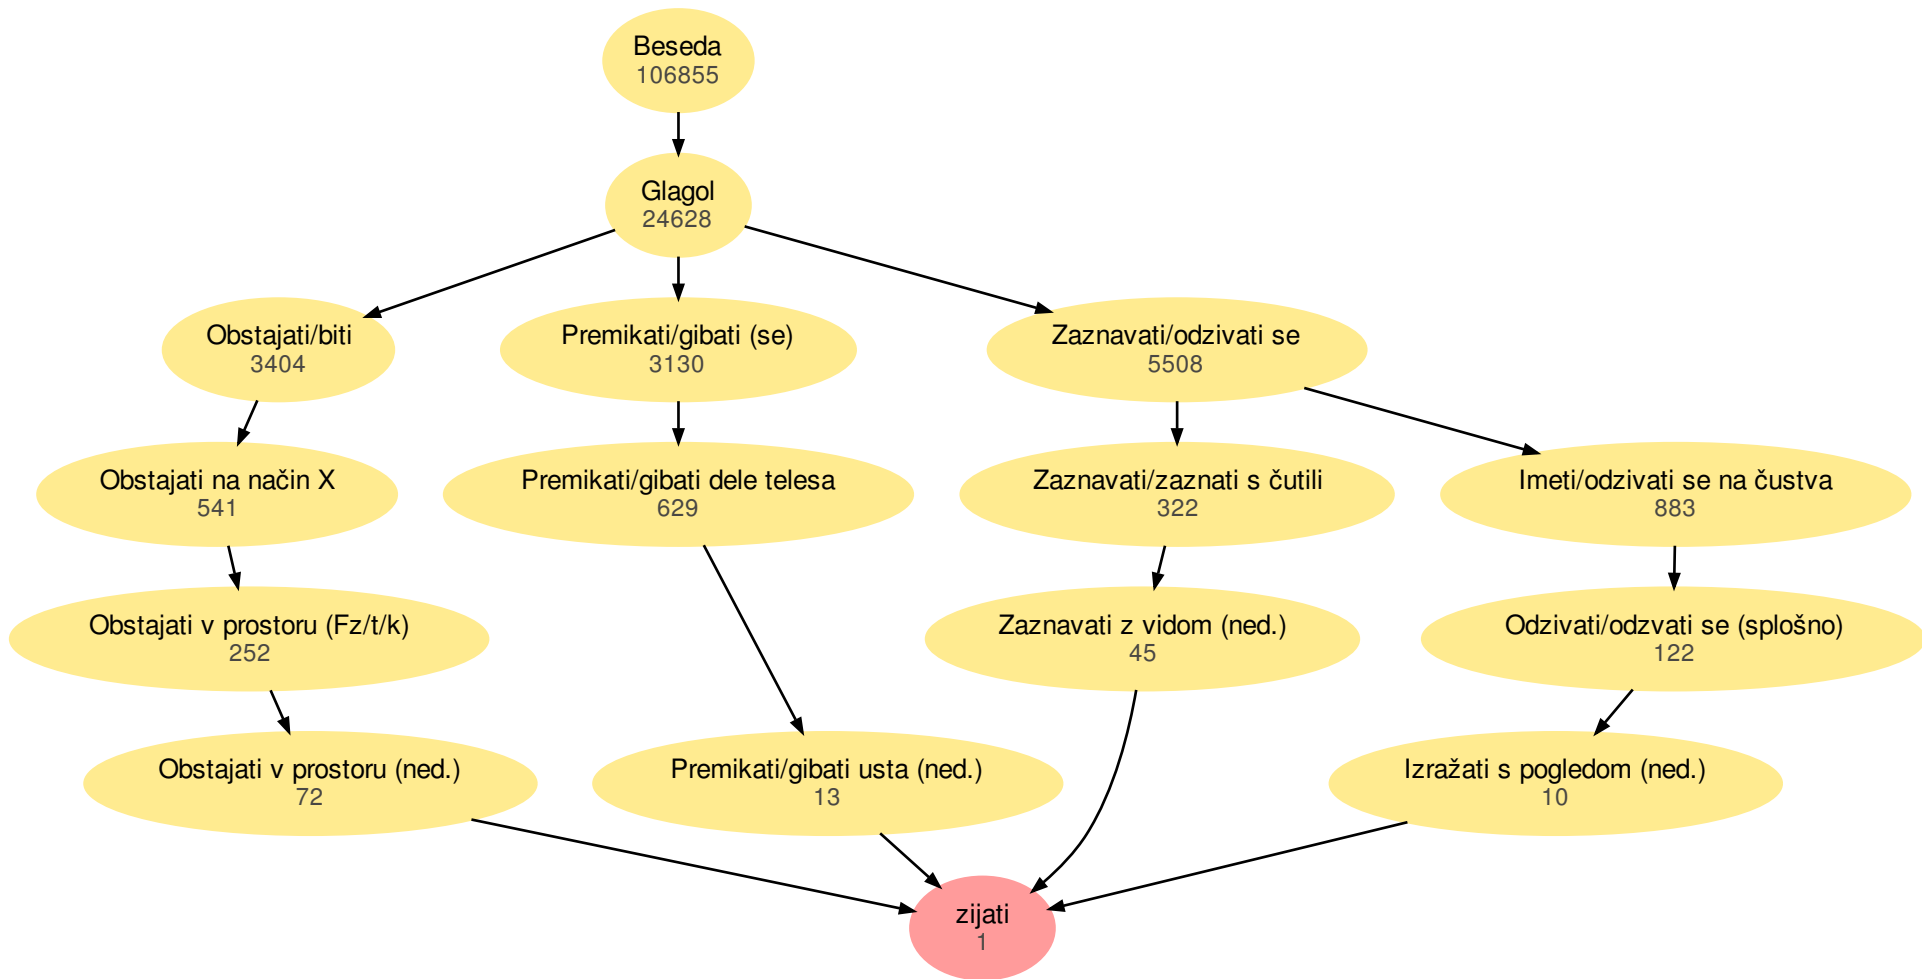 Beseda
106855
Glagol
24628
Obstajati/biti
3404
Premikati/gibati (se)
3130
Zaznavati/odzivati se
5508
Obstajati na način X
541
Premikati/gibati dele telesa
629
Zaznavati/zaznati s čutili
322
Imeti/odzivati se na čustva
883
Obstajati v prostoru (Fz/t/k)
252
Zaznavati z vidom (ned.)
45
Odzivati/odzvati se (splošno)
122
Obstajati v prostoru (ned.)
72
Premikati/gibati usta (ned.)
13
Izražati s pogledom (ned.)
10
zijati
1